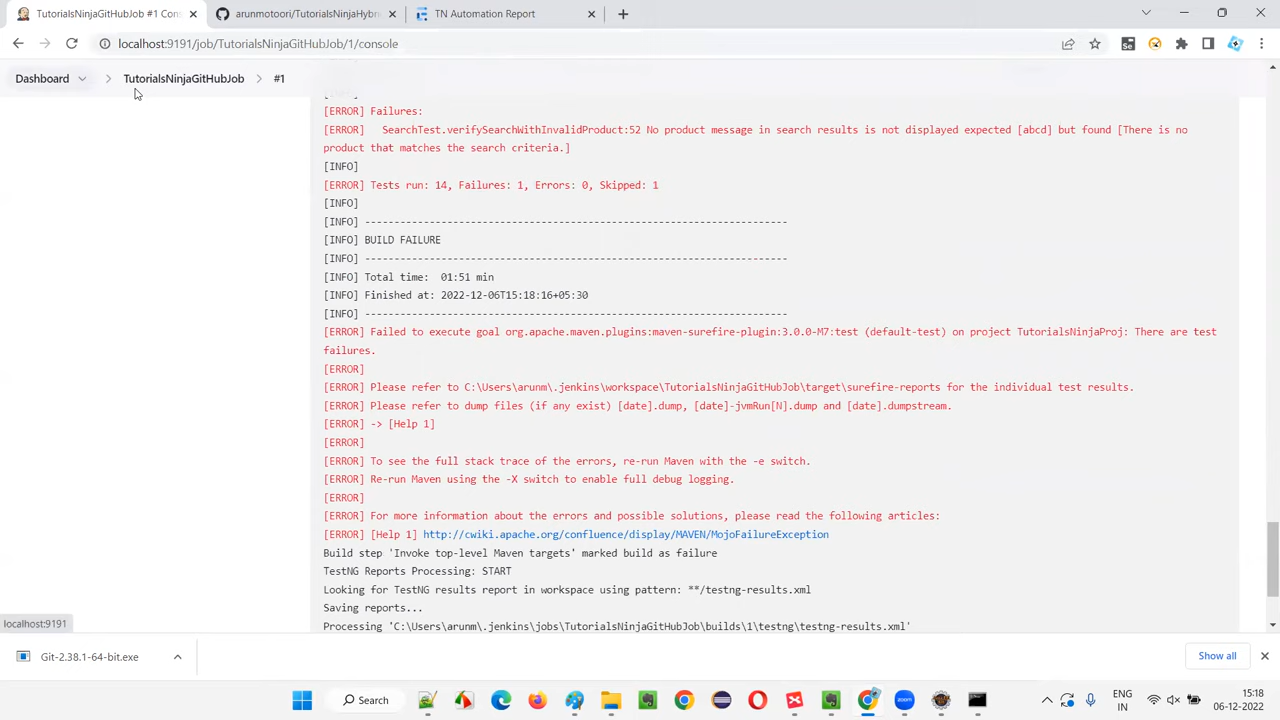 TutorialsNinjaGitHubJob #1 Cons
arunmotoori/TutorialsNinjaHybr
TN Automation Report
localhost:9191/job/TutorialsNinjaGitHubJob/1/console
Dashboard
TutorialsNinjaGitHubJob
#1
[INFO]
[ERROR] Failures:
[ERROR]   SearchTest.verifySearchWithInvalidProduct:52 No product message in search results is not displayed expected [abcd] but found [There is no
product that matches the search criteria.]
[INFO]
[ERROR] Tests run: 14, Failures: 1, Errors: 0, Skipped: 1
[INFO]
[INFO] ------------------------------------------------------------------------
[INFO] BUILD FAILURE
[INFO] ------------------------------------------------------------------------
[INFO] Total time:  01:51 min
[INFO] Finished at: 2022-12-06T15:18:16+05:30
[INFO] ------------------------------------------------------------------------
[ERROR] Failed to execute goal org.apache.maven.plugins:maven-surefire-plugin:3.0.0-M7:test (default-test) on project TutorialsNinjaProj: There are test
failures.
[ERROR]
[ERROR] Please refer to C:\Users\arunm\.jenkins\workspace\TutorialsNinjaGitHubJob\target\surefire-reports for the individual test results.
[ERROR] Please refer to dump files (if any exist) [date].dump, [date]-jvmRun[N].dump and [date].dumpstream.
[ERROR] -> [Help 1]
[ERROR]
[ERROR] To see the full stack trace of the errors, re-run Maven with the -e switch.
[ERROR] Re-run Maven using the -X switch to enable full debug logging.
[ERROR]
[ERROR] For more information about the errors and possible solutions, please read the following articles:
[ERROR] [Help 1] http://cwiki.apache.org/confluence/display/MAVEN/MojoFailureException
Build step 'Invoke top-level Maven targets' marked build as failure
TestNG Reports Processing: START
Looking for TestNG results report in workspace using pattern: **/testng-results.xml
Saving reports...
Processing 'C:\Users\arunm\.jenkins\jobs\TutorialsNinjaGitHubJob\builds\1\testng\testng-results.xml'
localhost:9191
Git-2.38.1-64-bit.exe
Show all
Search
zoom
ENG
IN
15:18
06-12-2022